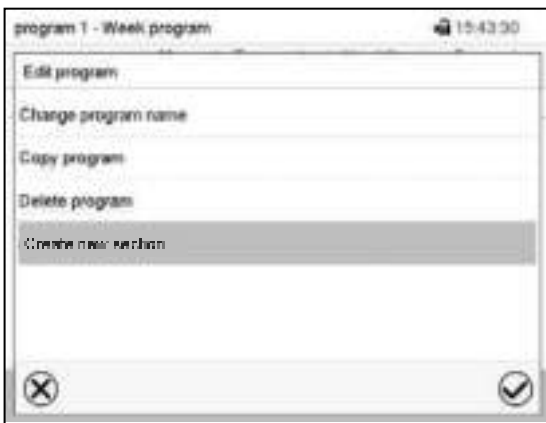 program 1 - Week program 15:43:30
Edit program
Change program name
Copy program
Delete program
Create new section